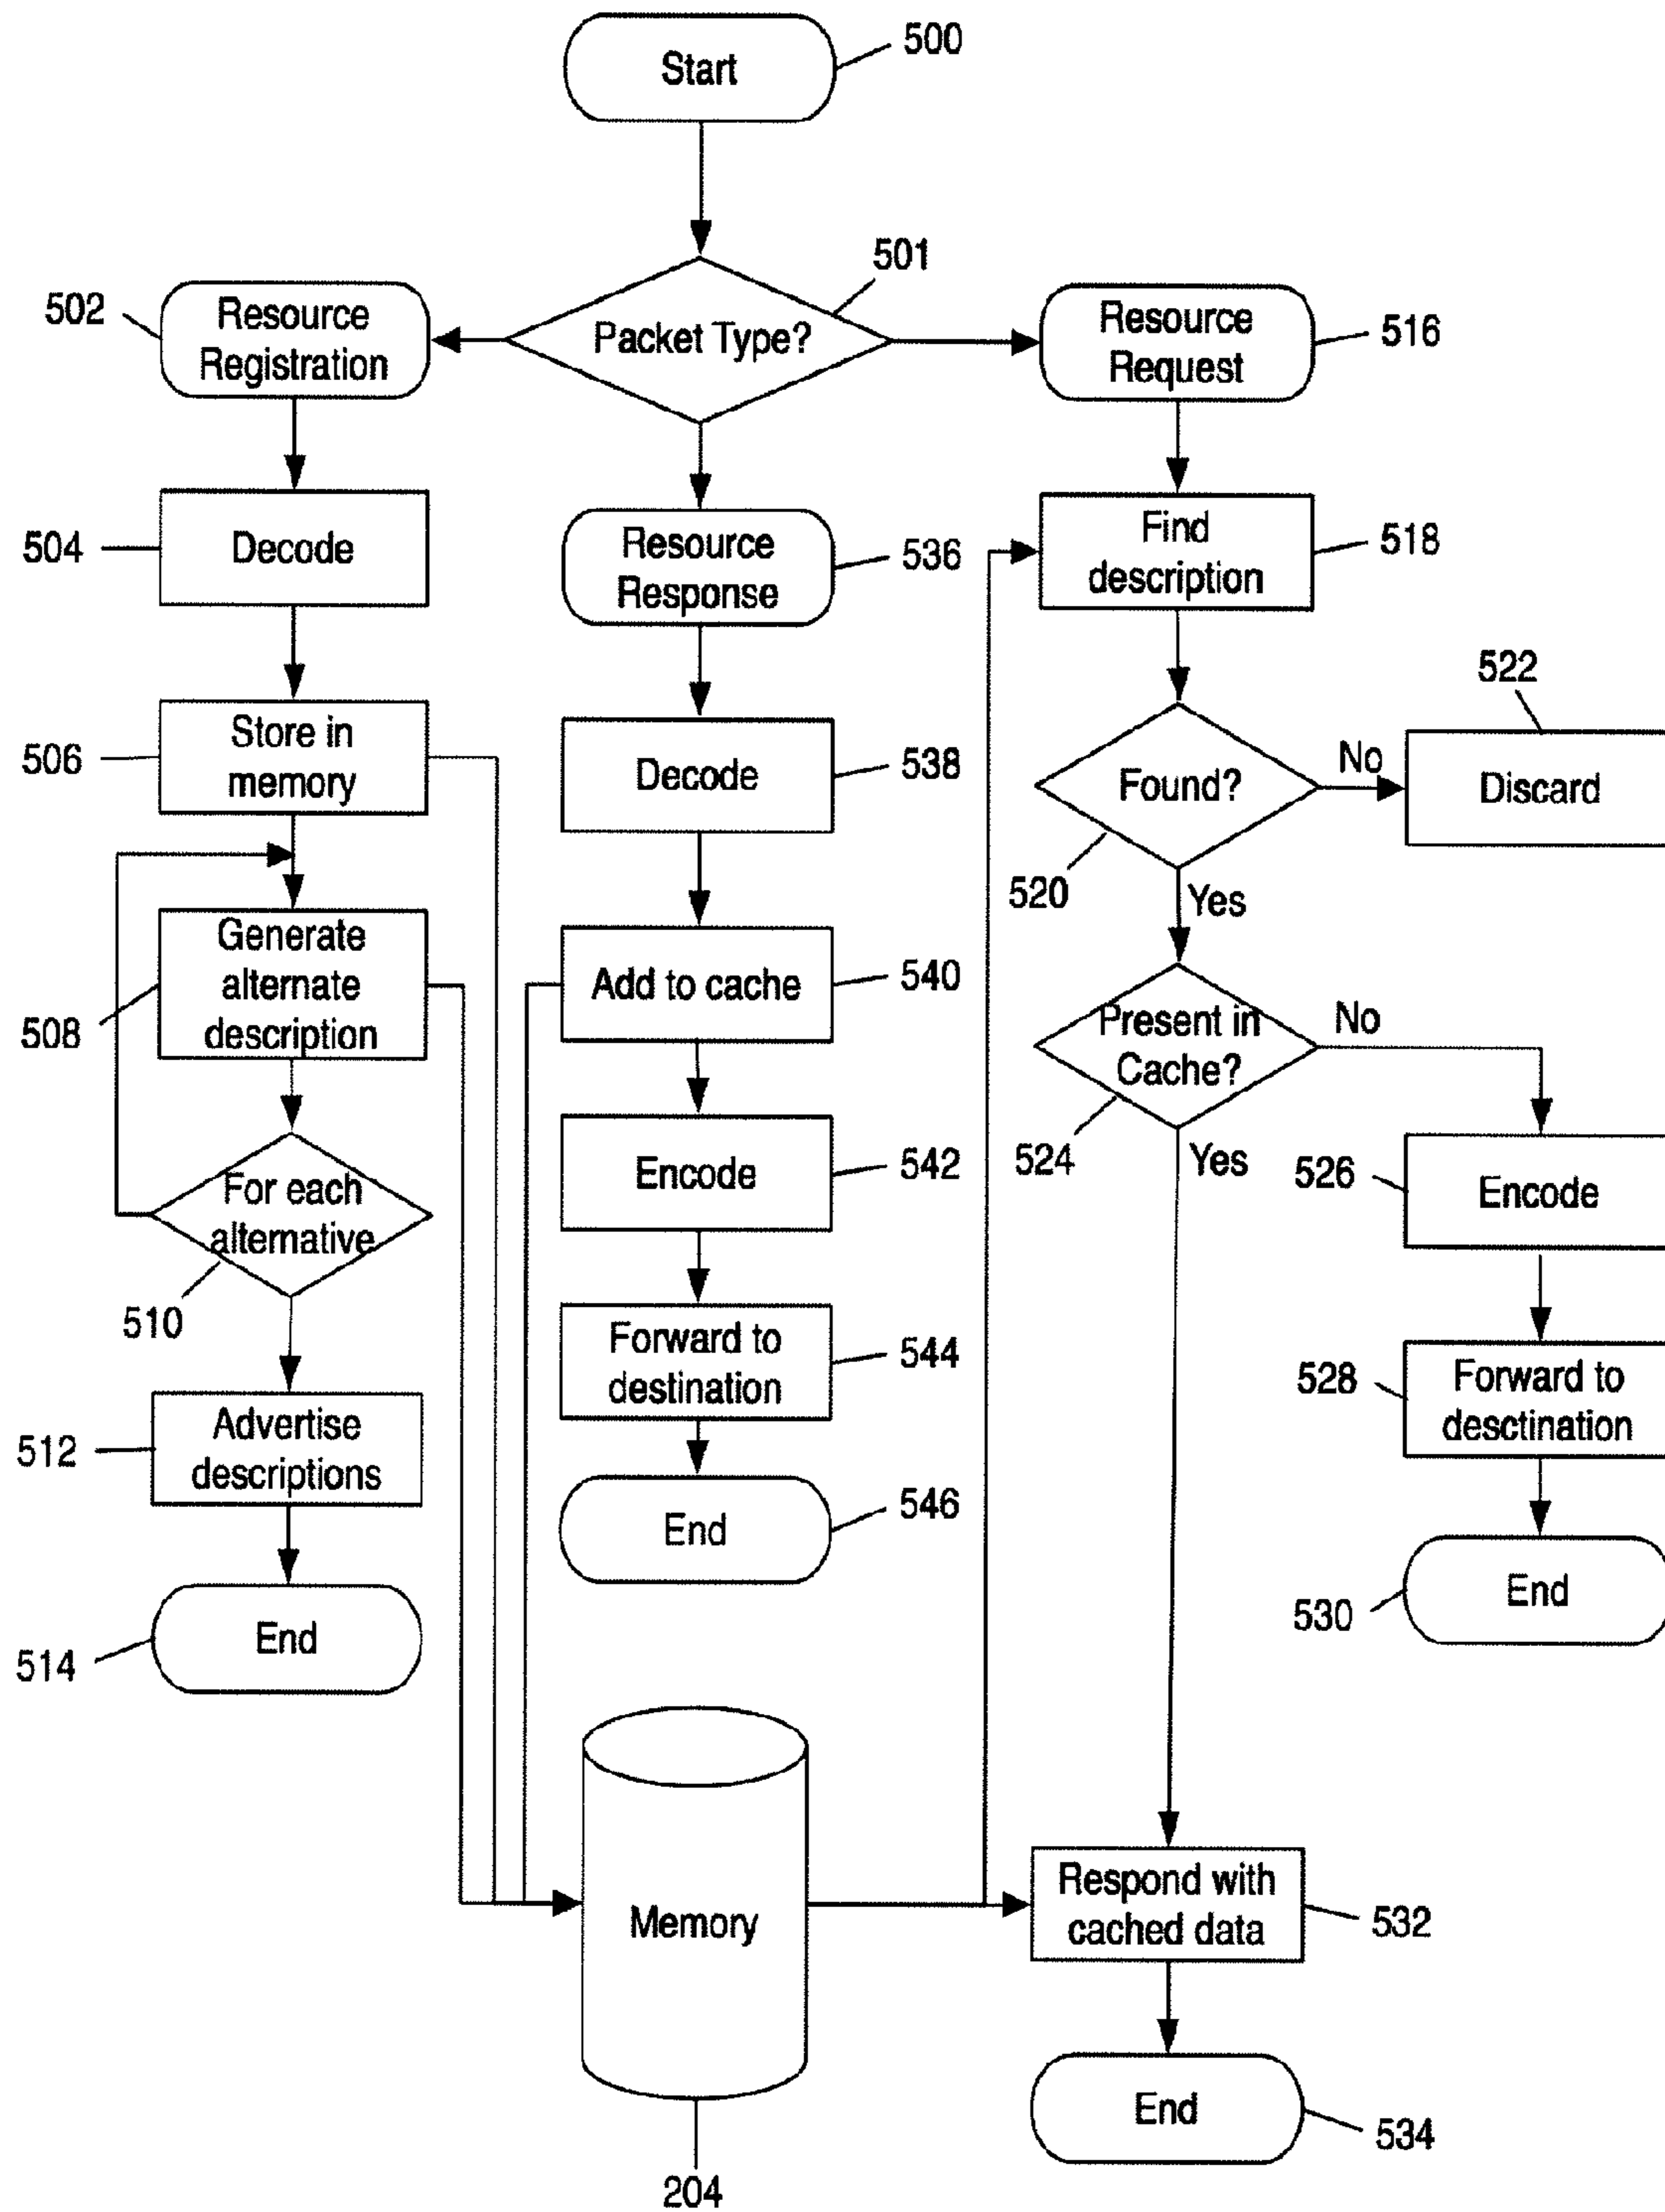 Start
500
501
Packet Type?
502
Resource
Registration
Resource
Request
516
504
Decode
Resource
Response
536
Find
description
518
506
Store in
memory
Decode
538
Found?
520
No
522
Discard
Yes
508
Generate
alternate
description
Add to cache
540
Present in
Cache?
524
No
Yes
For each
alternative
510
Encode
542
526
Encode
512
Advertise
descriptions
Forward to
destination
544
528
Forward to
desctination
514
End
End
546
530
End
Memory
204
Respond with
cached data
532
End
534